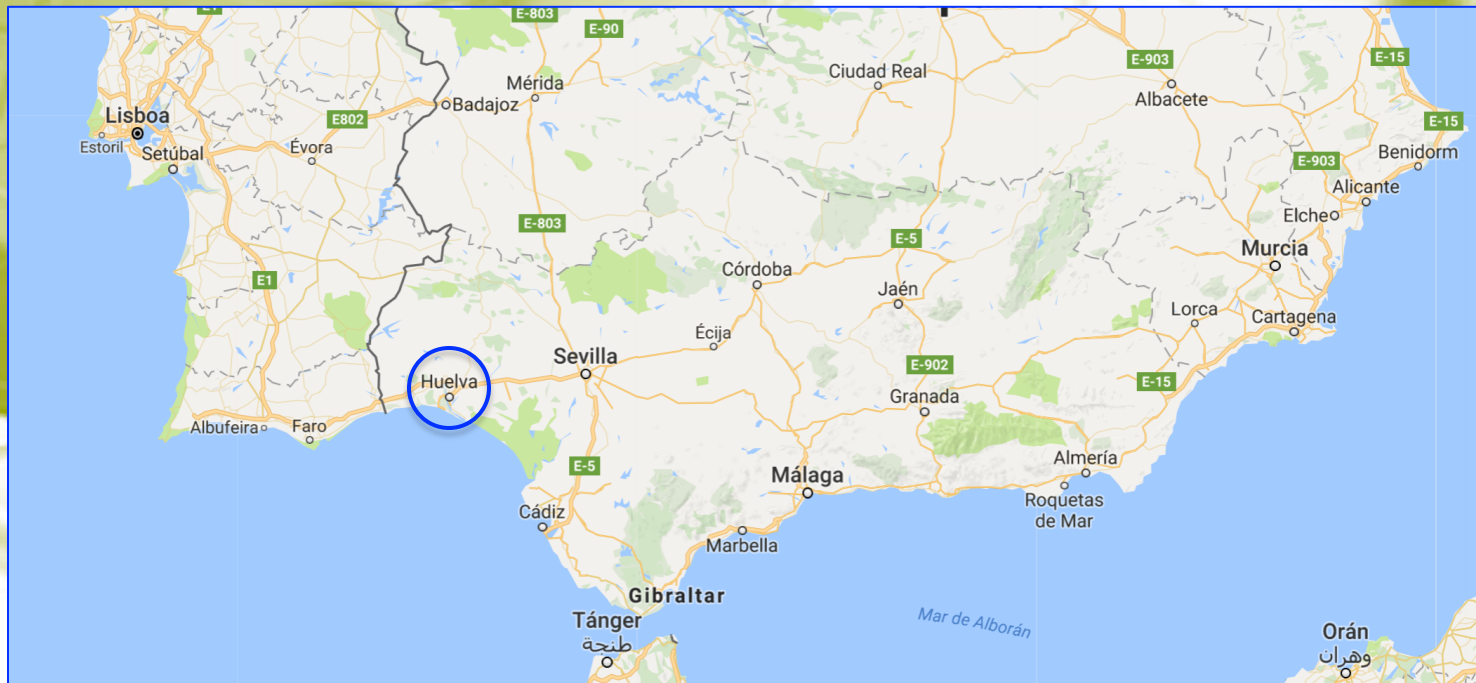 E1
E-803
E-90
E-903
E-15
Ciudad Real
Mérida
Badajoz
Albacete
Lisboa
E802
E-15
Estoril
Setúbal
Évora
Benidorm
E-903
Alicante
Elche
E-803
E-5
Murcia
Córdoba
E1
Jaén
Lorca
Cartagena
Écija
Sevilla
E-902
Huelva
E-15
Granada
Albufeira
Faro
Almería
E-5
Málaga
Roquetas
de Mar
Cádiz
Marbella
Gibraltar
Mar de Alborán
Tánger
طنجة
Orán
وهران